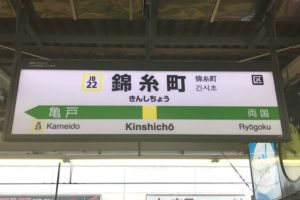 JB
22
錦糸町
きんしちょう
錦糸町
긴시초
区
亀戸
両国
JB
23
Kameido
Kinshichō
Ryōgoku